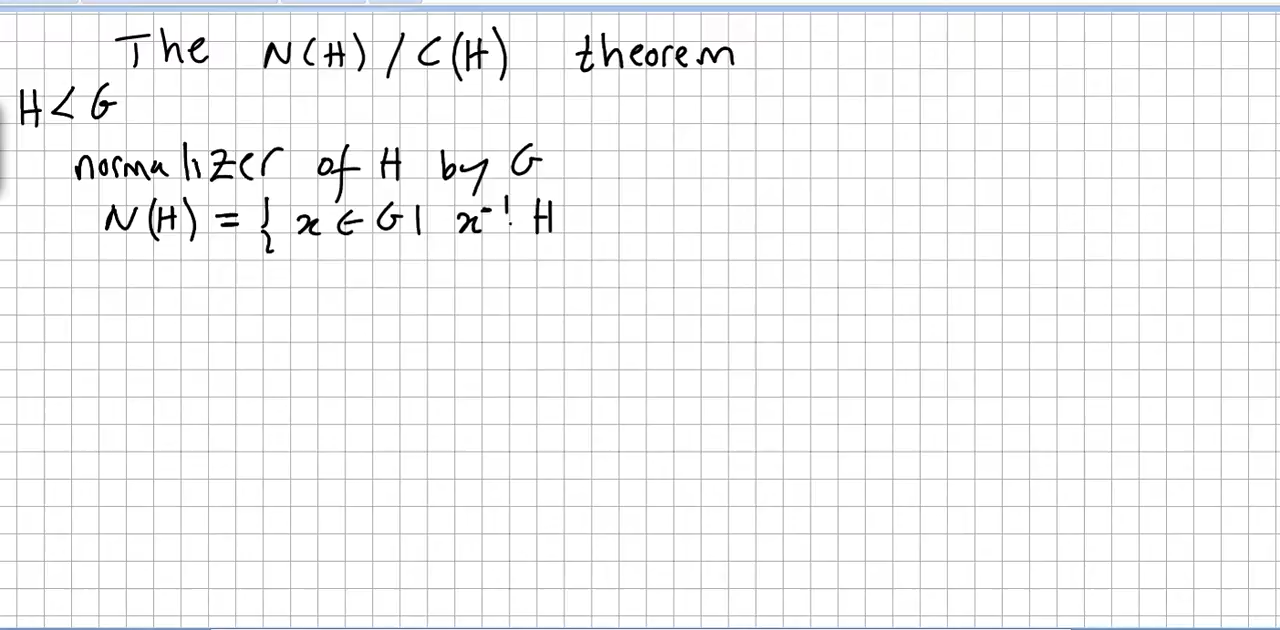 The N(H) / C(H) theorem
H < G
normalizer of H by G
N(H) = { x ∈ G | x⁻¹ H